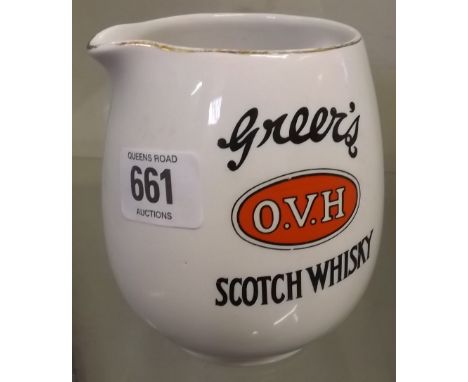 Greer's
O.V.H
SCOTCH WHISKY
QUEENS ROAD
661
AUCTIONS